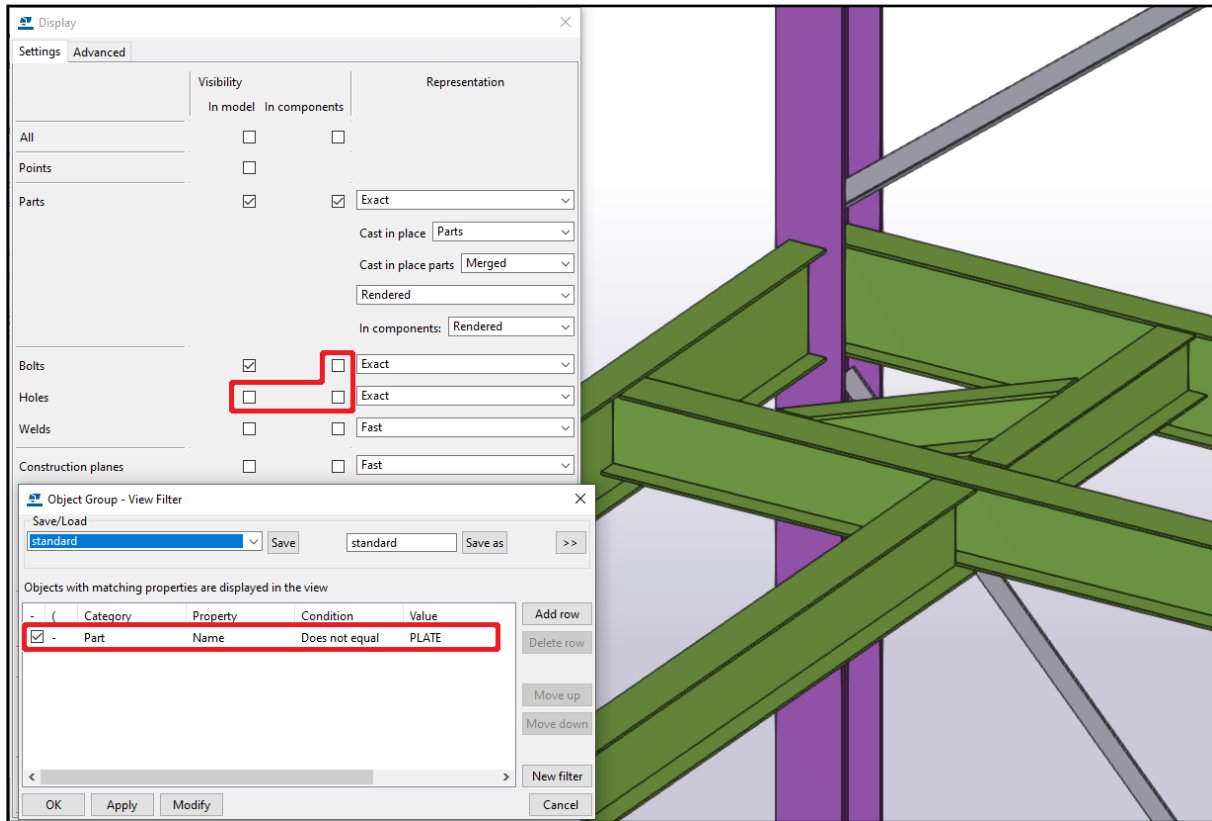 Display
Settings Advanced
Visibility Representation
In model In components
All
Points
Parts Exact
Cast in place Parts
Cast in place parts Merged
Rendered
In components: Rendered
Bolts Exact
Holes Exact
Welds Fast
Construction planes Fast
Object Group - View Filter
Save/Load
standard Save standard Save as >>
Objects with matching properties are displayed in the view
- ( Category Property Condition Value Add row
- Part Name Does not equal PLATE Delete row
Move up
Move down
New filter
OK Apply Modify Cancel